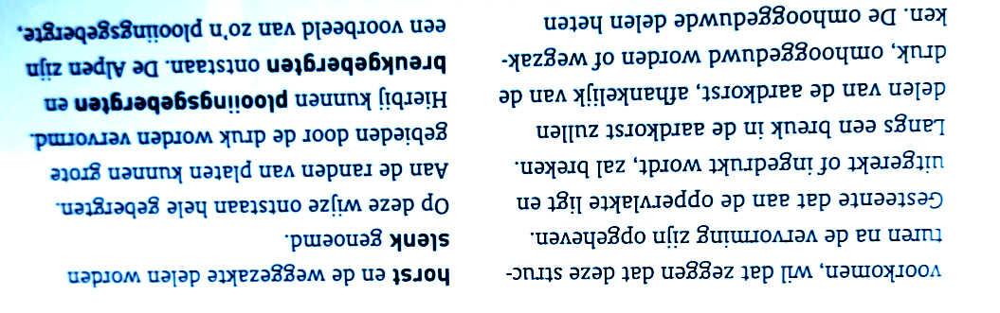 voorkomen, wil dat zeggen dat deze struc-
turen na de vervorming zijn opgeheven.
Gesteente dat aan de oppervlakte ligt en
uitgerekt of ingedrukt wordt, zal breken.
Langs een breuk in de aardkorst zullen
delen van de aardkorst, afhankelijk van de
druk, omhooggeduwd worden of wegzak-
ken. De omhooggeduwde delen heten
horst en de weggezakte delen worden
slenk genoemd.
Op deze wijze ontstaan hele gebergten.
Aan de randen van platen kunnen grote
gebieden door de druk worden vervormd.
Hierbij kunnen plooiingsgebergten en
breukgebergten ontstaan. De Alpen zijn
een voorbeeld van zo'n plooiingsgebergte,